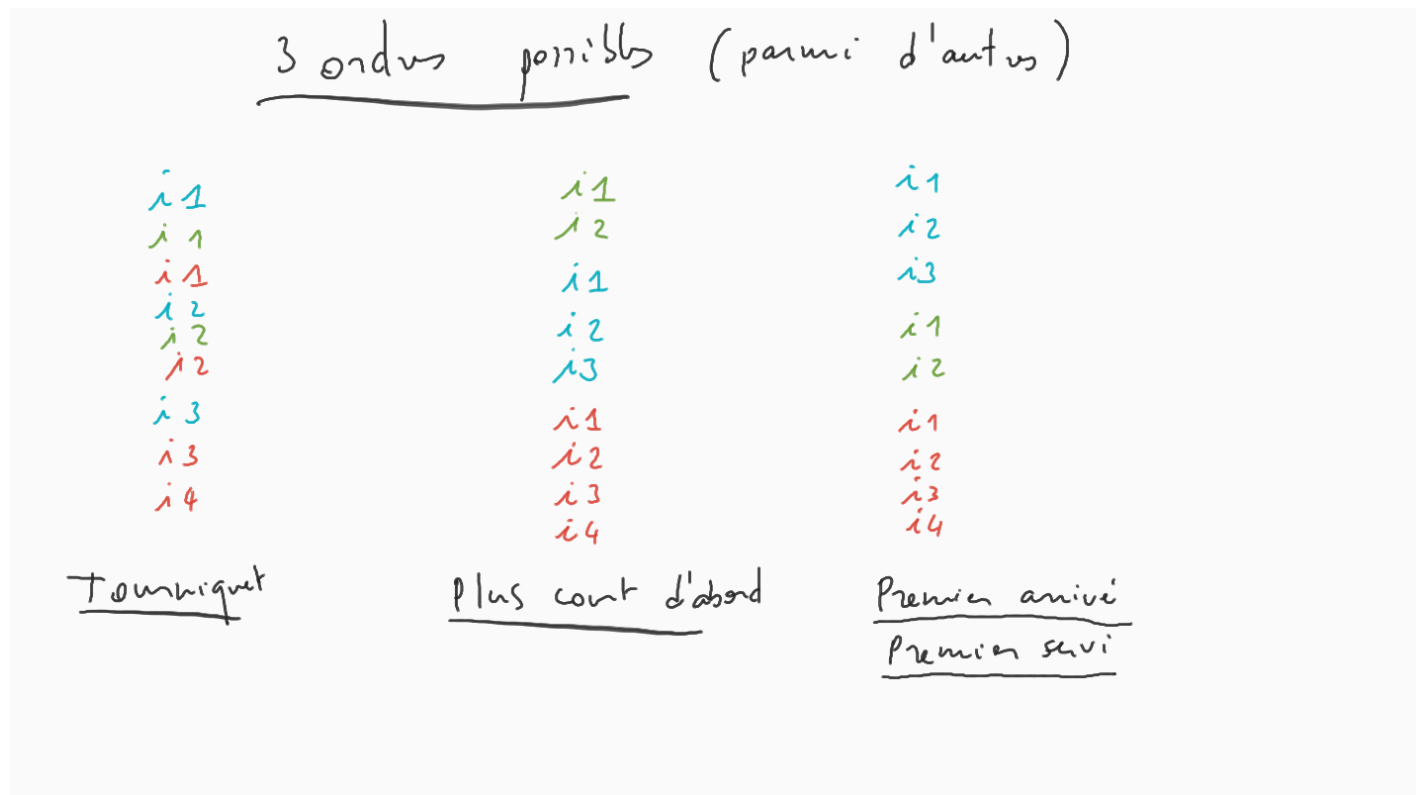 3 ordres possibles (parmi d'autres)
i1
i1
i1
i2
i2
i2
i3
i3
i4
Tourniquet
i1
i2
i1
i2
i3
i1
i2
i3
i4
Plus court d'abord
i1
i2
i3
i1
i2
i1
i2
i3
i4
Premier arrivé
Premier servi